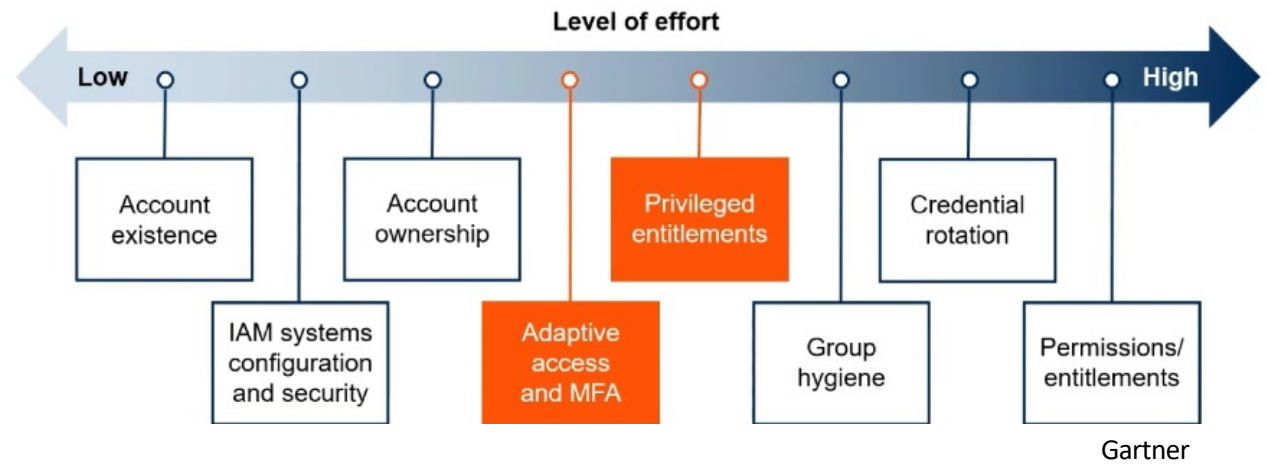 Level of effort
Low
High
Account
existence
IAM systems
configuration
and security
Account
ownership
Adaptive
access
and MFA
Privileged
entitlements
Group
hygiene
Credential
rotation
Permissions/
entitlements
Gartner